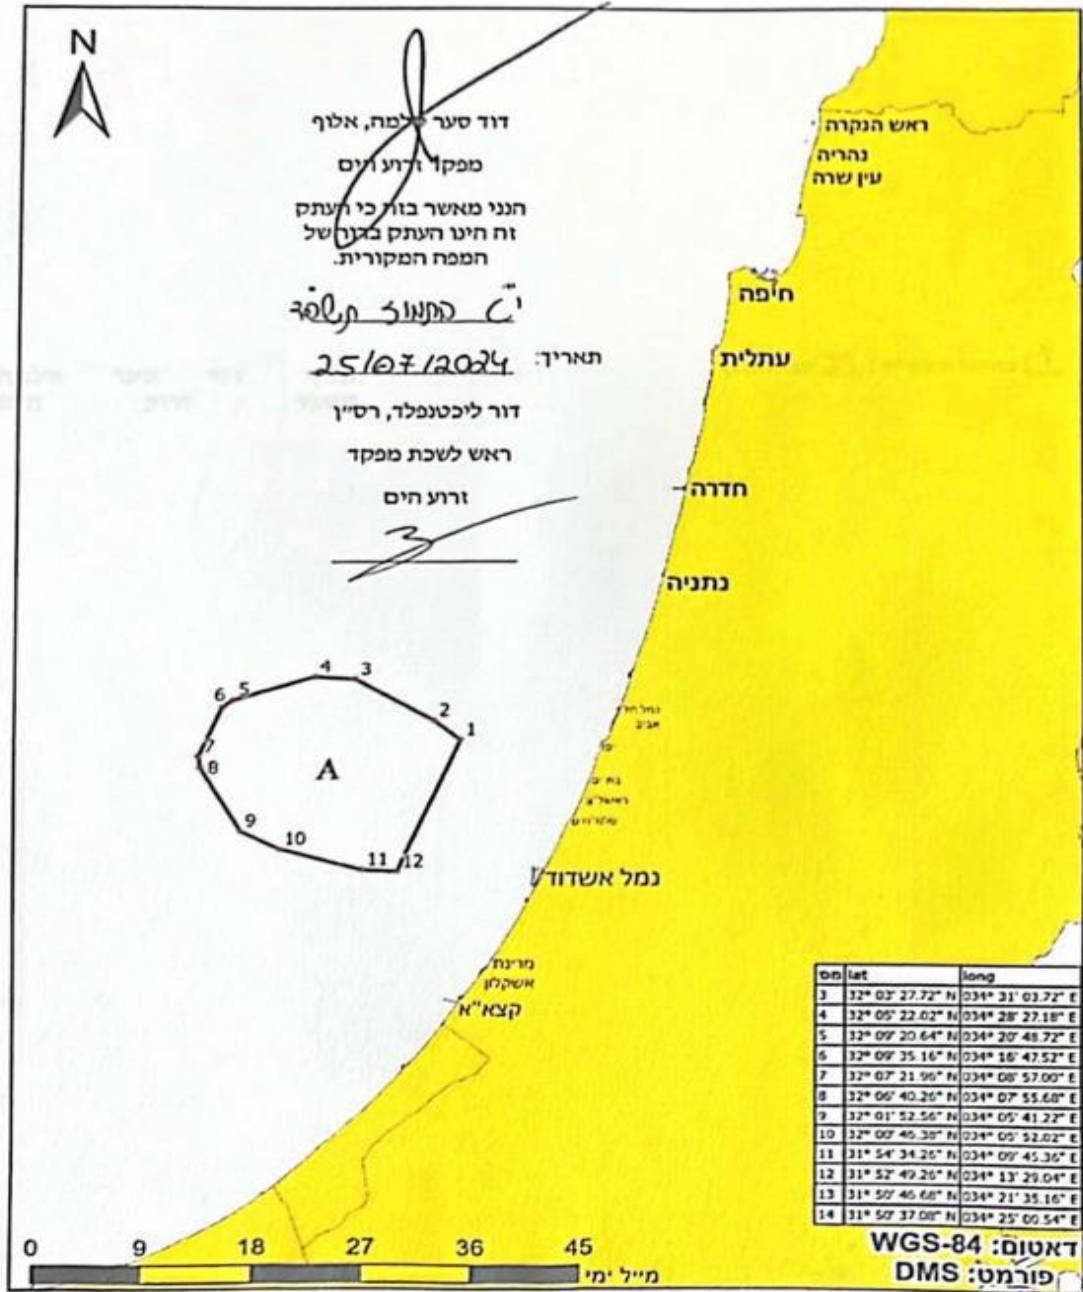 N
דוד סער סלמה, אלוף
מפקד זרוע הים
הנני מאשר בזה כי העתק
זה הינו העתק ברור של
המפה המקורית.
י"ט התמוז תשפ"ד
תאריך: 25/07/2024
דור ליכטנפלד, רס"ן
ראש לשכת מפקד
זרוע הים
ראש הנקרה
נהריה
עין שרה
חיפה
עתלית
חדרה
נתניה
אביב
בת ים
נמל אשדוד
מרינת
אשקלון
קצא"א
1
2
3
4
5
6
7
8
9
10
11
12
A
מס lat long
3 32° 03' 27.72" N 034° 31' 03.72" E
4 32° 05' 22.02" N 034° 28' 27.18" E
5 32° 09' 20.64" N 034° 20' 48.72" E
6 32° 09' 35.16" N 034° 16' 47.52" E
7 32° 07' 21.96" N 034° 08' 57.00" E
8 32° 06' 40.26" N 034° 07' 55.68" E
9 32° 01' 52.56" N 034° 05' 41.22" E
10 32° 00' 46.38" N 034° 05' 52.02" E
11 31° 54' 34.26" N 034° 09' 45.36" E
12 31° 52' 49.26" N 034° 13' 29.04" E
13 31° 50' 46.68" N 034° 21' 35.16" E
14 31° 50' 37.08" N 034° 25' 00.54" E
דאטום: WGS-84
פורמט: DMS
0 9 18 27 36 45
מייל ימי